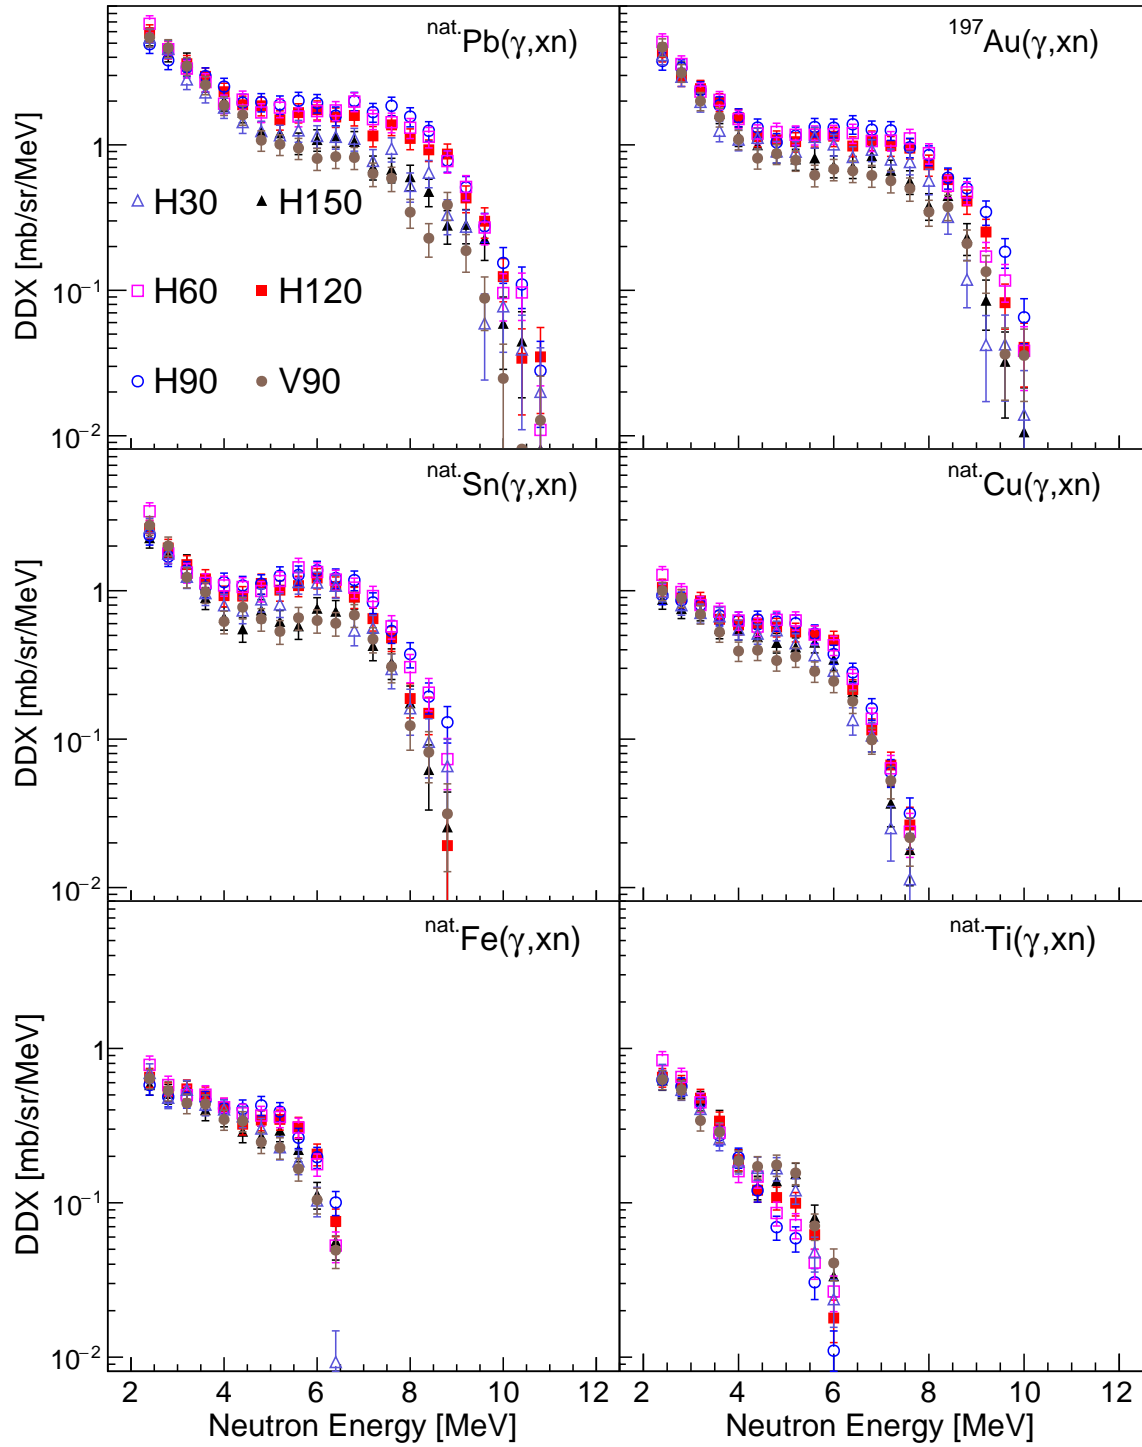 nat.Pb(γ,xn)
197Au(γ,xn)
DDX [mb/sr/MeV]
1
10−1
10−2
H30
H150
H60
H120
H90
V90
nat.Sn(γ,xn)
nat.Cu(γ,xn)
DDX [mb/sr/MeV]
1
10−1
10−2
nat.Fe(γ,xn)
nat.Ti(γ,xn)
DDX [mb/sr/MeV]
1
10−1
10−2
2 4 6 8 10 12
2 4 6 8 10 12
Neutron Energy [MeV]
Neutron Energy [MeV]